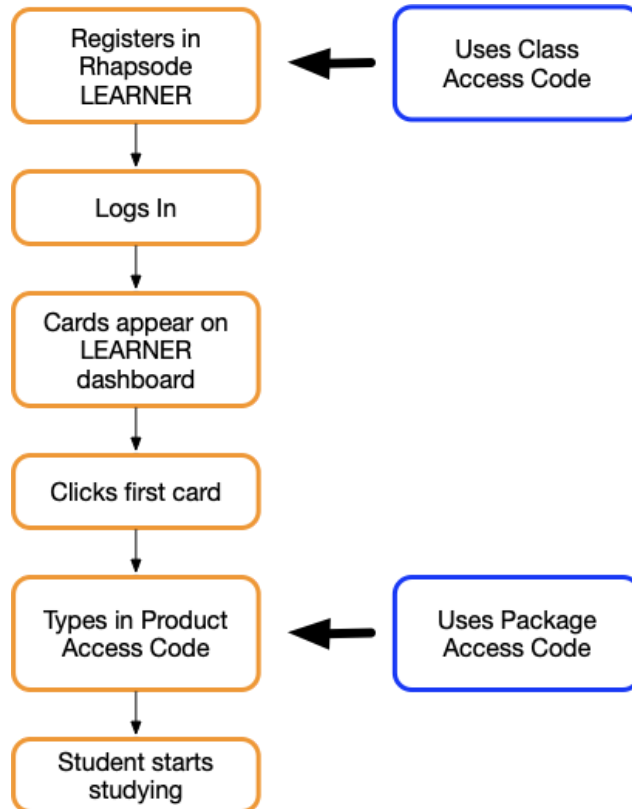 Registers in
Rhapsode
LEARNER
Uses Class
Access Code
Logs In
Cards appear on
LEARNER
dashboard
Clicks first card
Types in Product
Access Code
Uses Package
Access Code
Student starts
studying